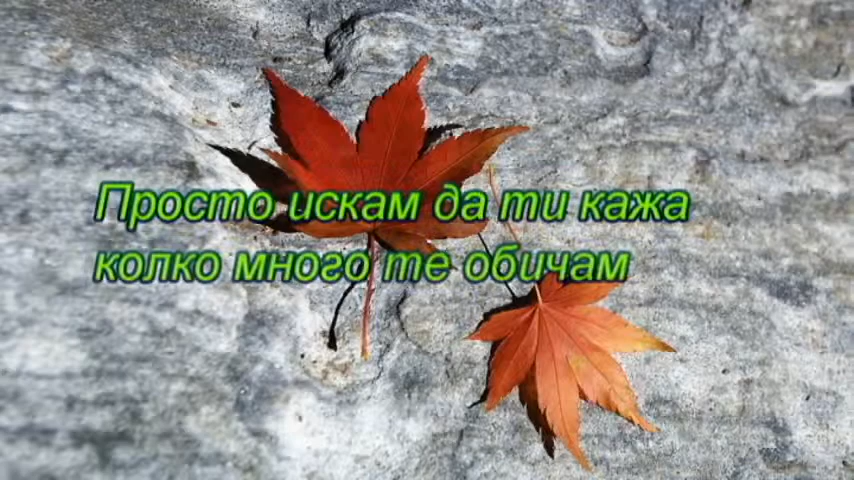 Просто искам да ти кажа
колко много те обичам